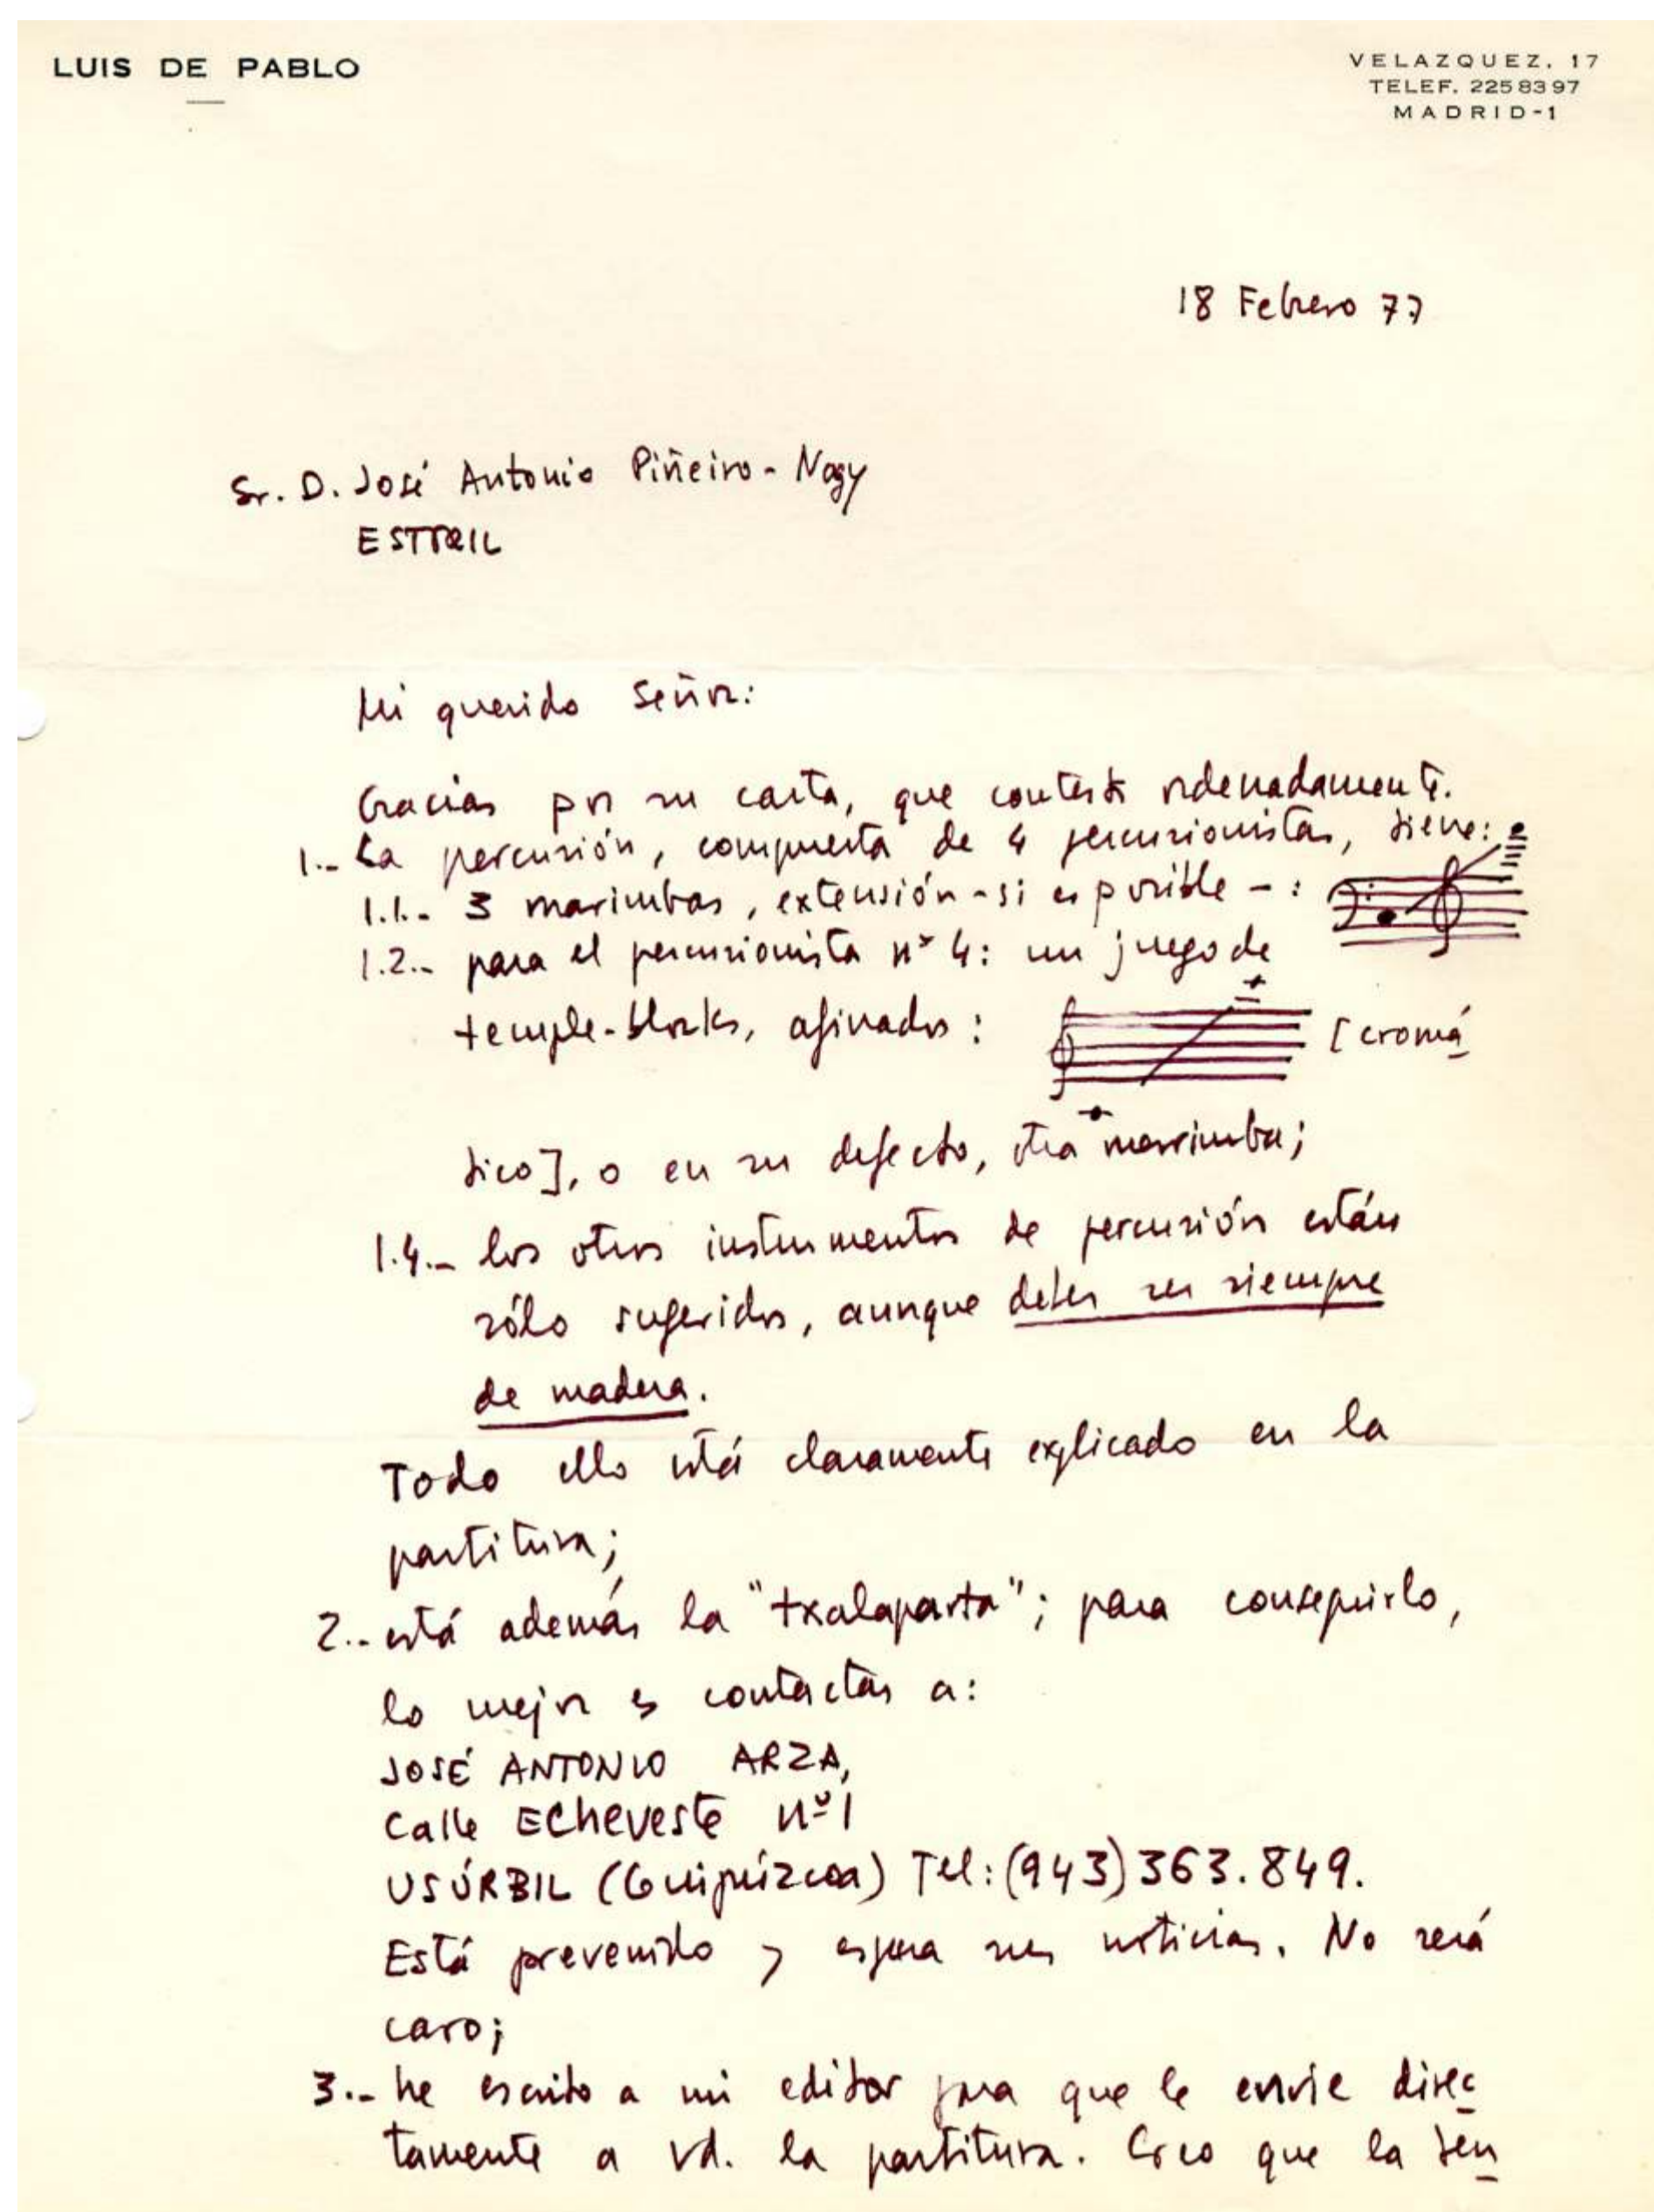 LUIS DE PABLO
VELAZQUEZ, 17
TELEF. 225 83 97
MADRID-1
18 Febrero 77
Sr. D. José Antonio Piñeiro - Nagy
ESTORIL
Mi querido Señor:
Gracias por su carta, que contesto ordenadamente.
1.- La percusión, compuesta de 4 percusionistas, tiene:
1.1.- 3 marimbas, extensión - si es posible - :
1.2.- para el percusionista nº 4: un juego de
temple-blocks, afinados :
[cromá
tico], o en su defecto, otra marimba;
1.4.- los otros instrumentos de percusión están
sólo sugeridos, aunque deben ser siempre
de madera.
Todo ello está claramente explicado en la
partitura;
2.- está además la "txalaparta"; para conseguirlo,
lo mejor es contactar a:
JOSÉ ANTONIO ARZA,
Calle Echeveste nº 1
USÚRBIL (Guipúzcoa) Tel: (943) 363.849.
Está prevenido y espera sus noticias. No será
caro;
3.- he escrito a mi editor para que le envíe direc
tamente a Vd. la partitura. Creo que la ten